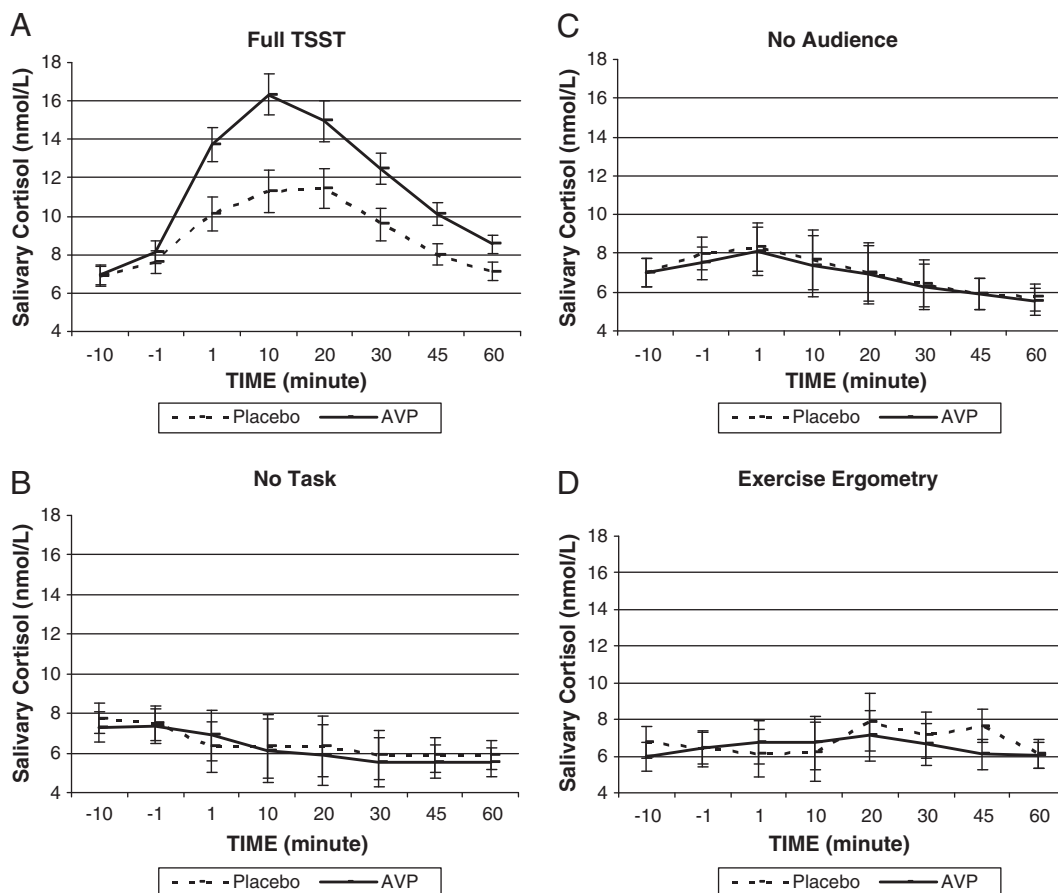 A
Full TSST
Salivary Cortisol (nmol/L)
18
16
14
12
10
8
6
4
-10 -1 1 10 20 30 45 60
TIME (minute)
Placebo AVP
B
No Task
Salivary Cortisol (nmol/L)
18
16
14
12
10
8
6
4
-10 -1 1 10 20 30 45 60
TIME (minute)
Placebo AVP
C
No Audience
Salivary Cortisol (nmol/L)
18
16
14
12
10
8
6
4
-10 -1 1 10 20 30 45 60
TIME (minute)
Placebo AVP
D
Exercise Ergometry
Salivary Cortisol (nmol/L)
18
16
14
12
10
8
6
4
-10 -1 1 10 20 30 45 60
TIME (minute)
Placebo AVP